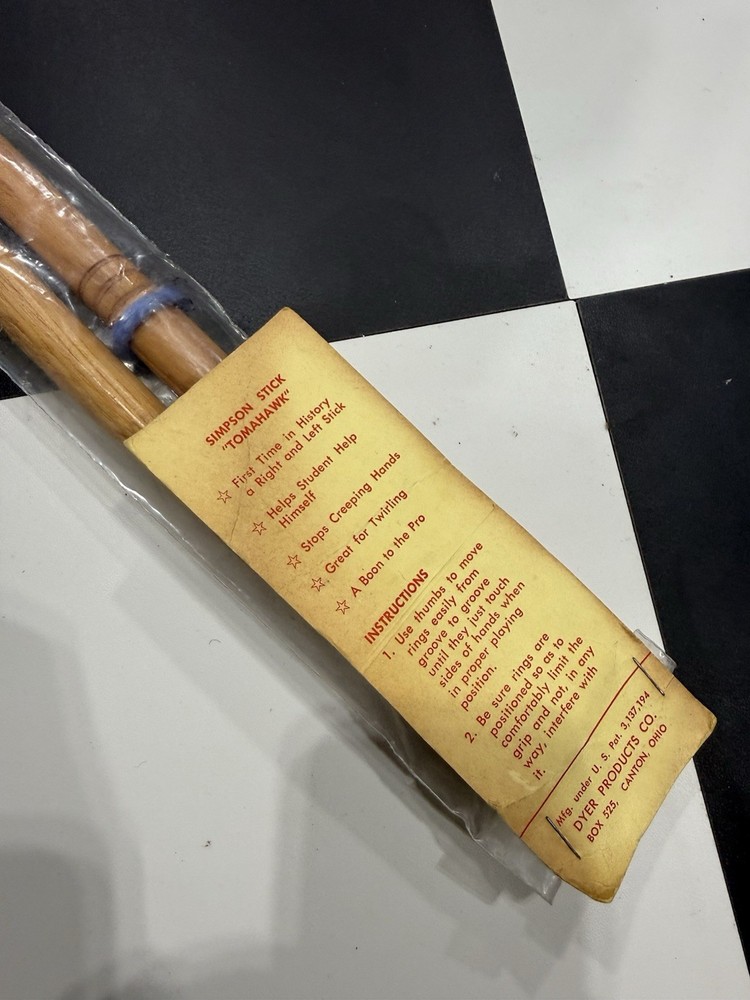 SIMPSON STICK
"TOMAHAWK"
☆ First Time in History
a Right and Left Stick
☆ Helps Student Help
Himself
☆ Stops Creeping Hands
☆ Great for Twirling
☆ A Boon to the Pro
INSTRUCTIONS
1. Use thumbs to move
rings easily from
groove to groove
until they just touch
sides of hands when
in proper playing
position.
2. Be sure rings are
positioned so as to
comfortably limit the
grip and not, in any
way, interfere with
it.
Mfg. under U. S. Pat. 3,137,194
DYER PRODUCTS CO.
BOX 525, CANTON, OHIO